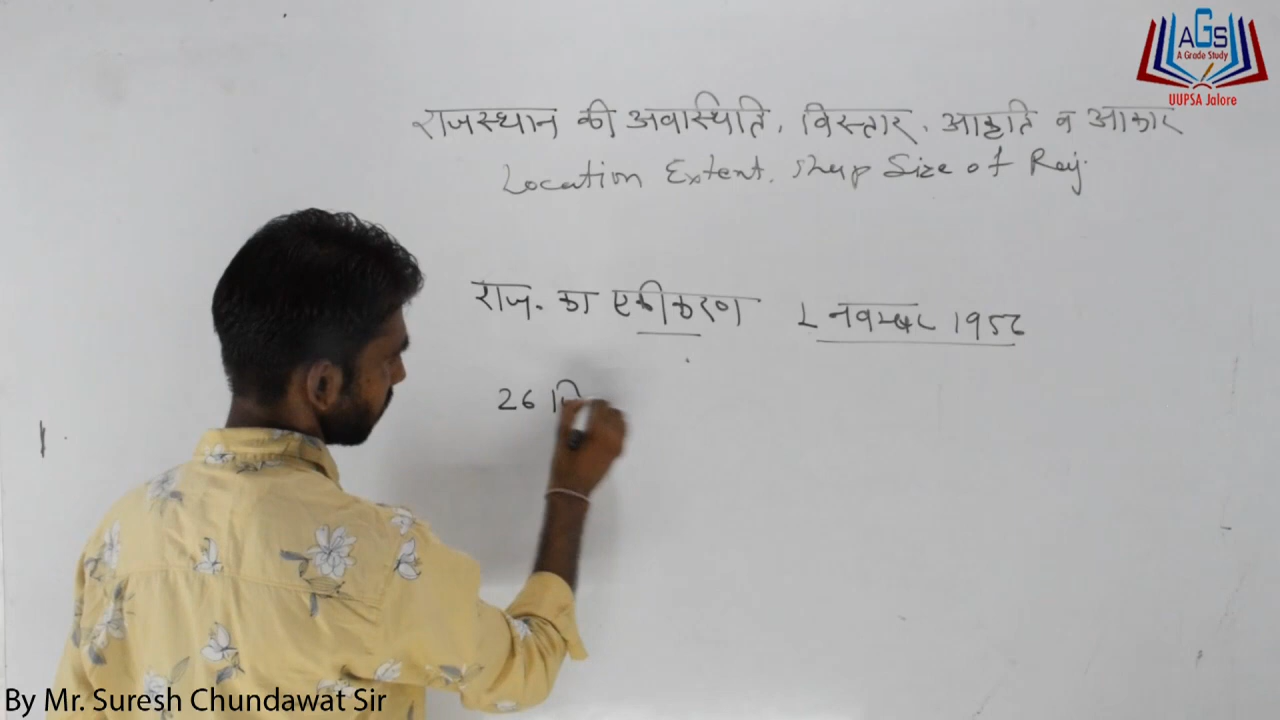 AGS
A Grade Study
UUPSA Jalore
राजस्थान की अवास्थिति, विस्तार, आकृति व आकार
Location Extent, Shap Size of Raj.
राज. का एकीकरण 1 नवम्बर 1956
26 मि
By Mr. Suresh Chundawat Sir